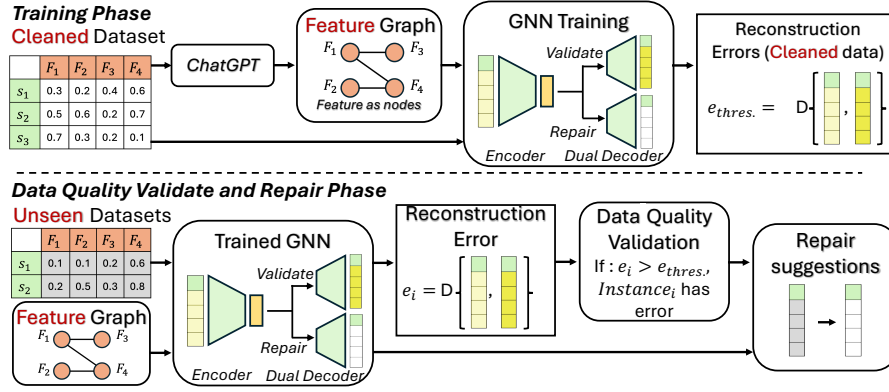 Training Phase
Cleaned Dataset
F₁ F₂ F₃ F₄
s₁ 0.3 0.2 0.4 0.6
s₂ 0.5 0.6 0.2 0.7
s₃ 0.7 0.3 0.2 0.1
ChatGPT
Feature Graph
F₁ F₃
F₂ F₄
Feature as nodes
GNN Training
Validate
Repair
Encoder Dual Decoder
Reconstruction
Errors (Cleaned data)
e_thres. = D { , }
Data Quality Validate and Repair Phase
Unseen Datasets
F₁ F₂ F₃ F₄
s₁ 0.1 0.1 0.2 0.6
s₂ 0.2 0.5 0.3 0.8
Feature Graph
F₁ F₃
F₂ F₄
Trained GNN
Validate
Repair
Encoder Dual Decoder
Reconstruction
Error
e_i = D { , }
Data Quality
Validation
If : e_i > e_thres.,
Instance_i has
error
Repair
suggestions